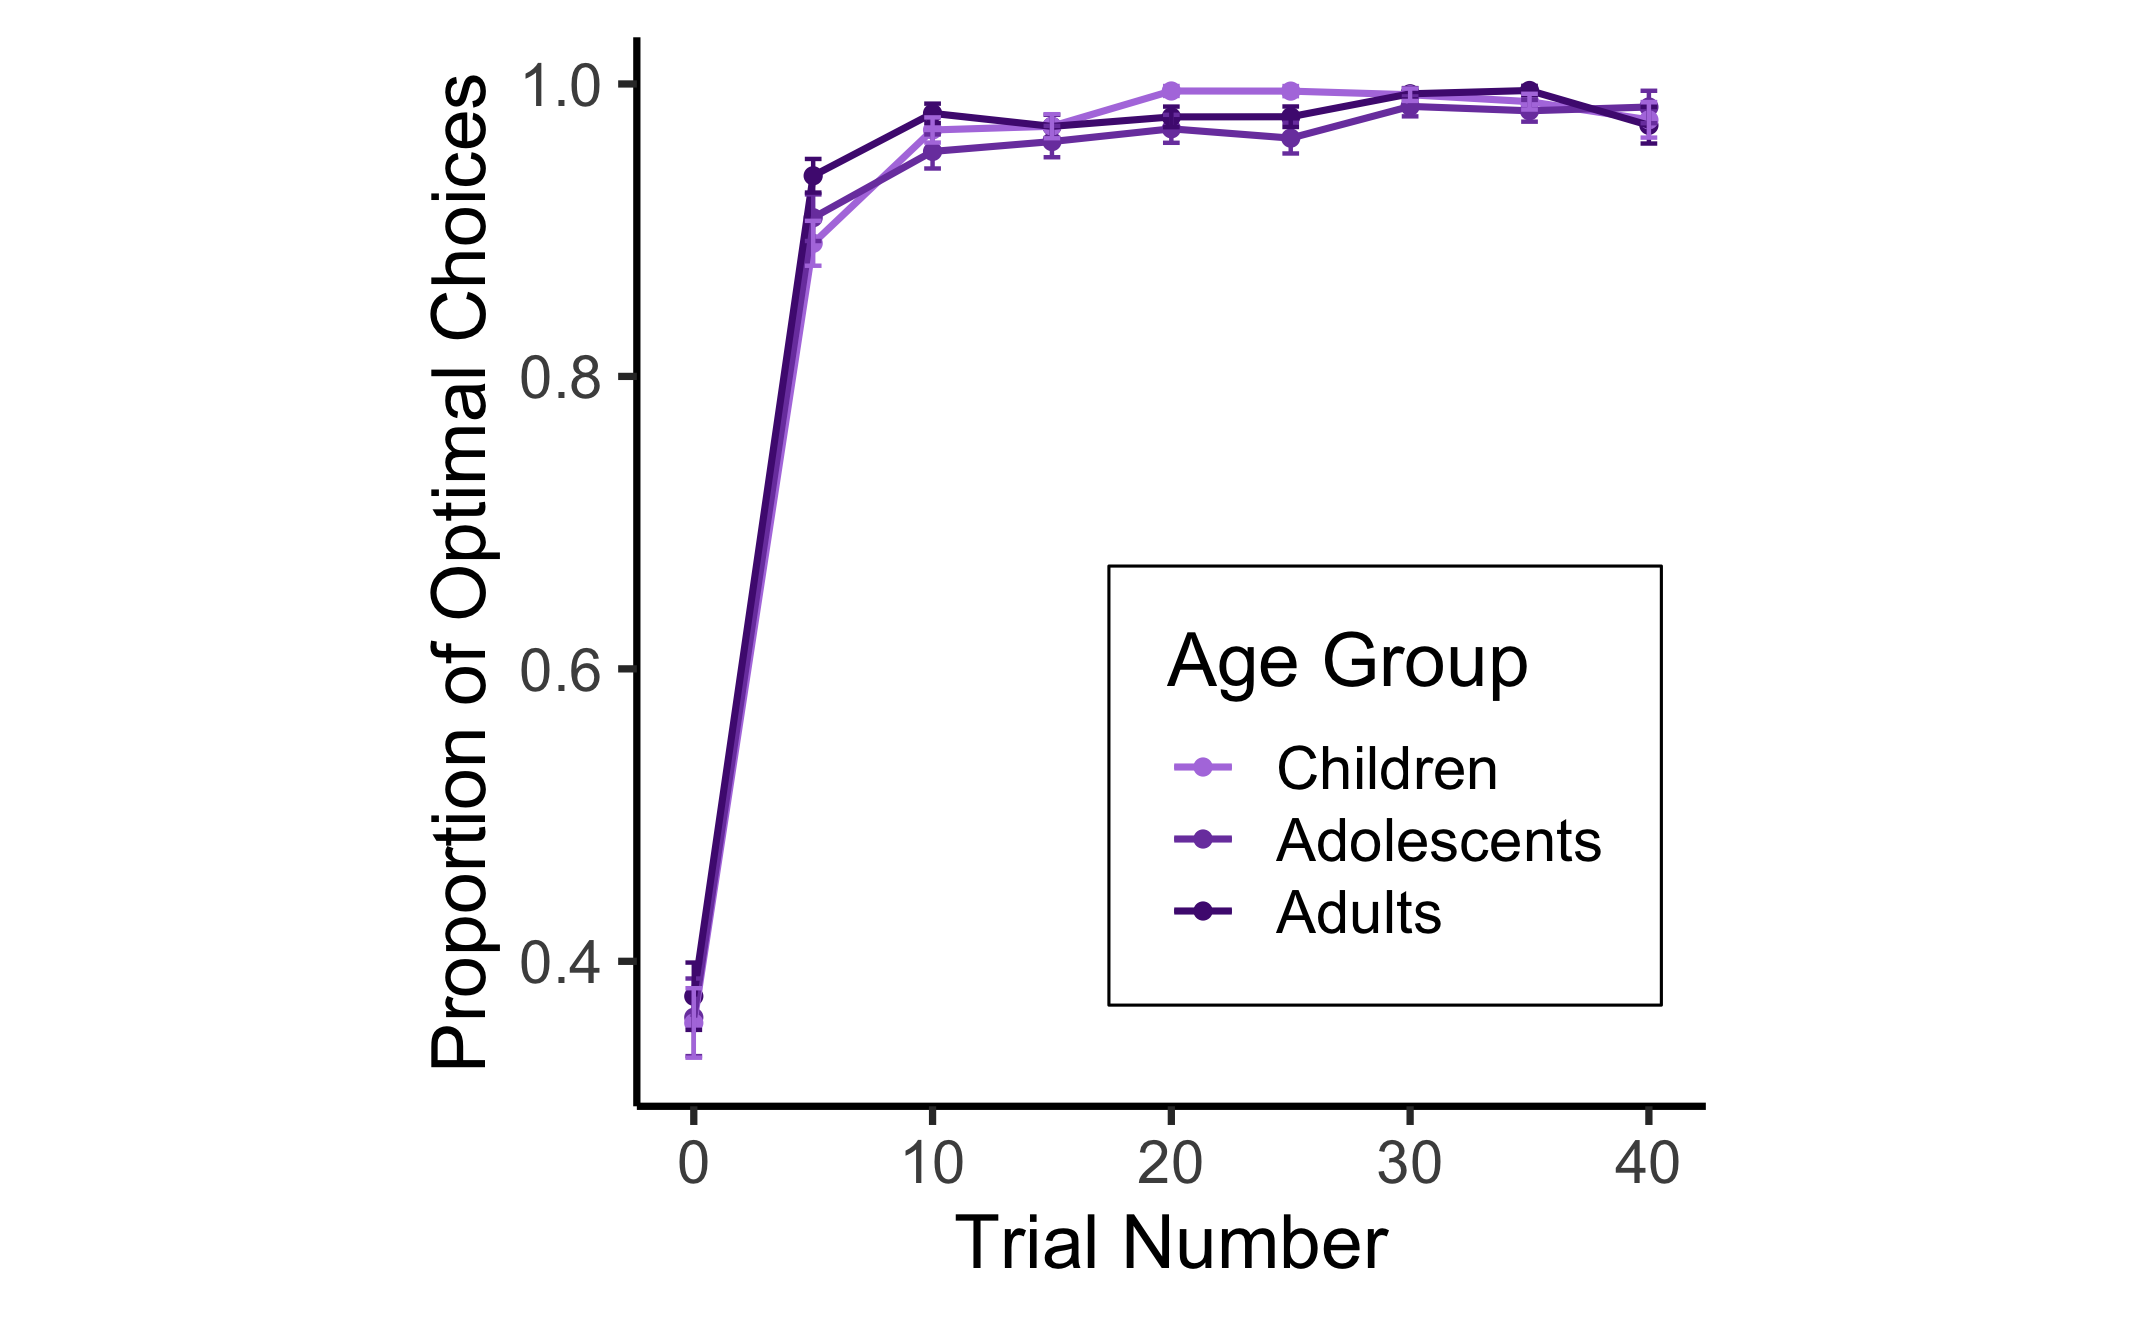 Proportion of Optimal Choices
1.0
0.8
0.6
0.4
Age Group
Children
Adolescents
Adults
0 10 20 30 40
Trial Number